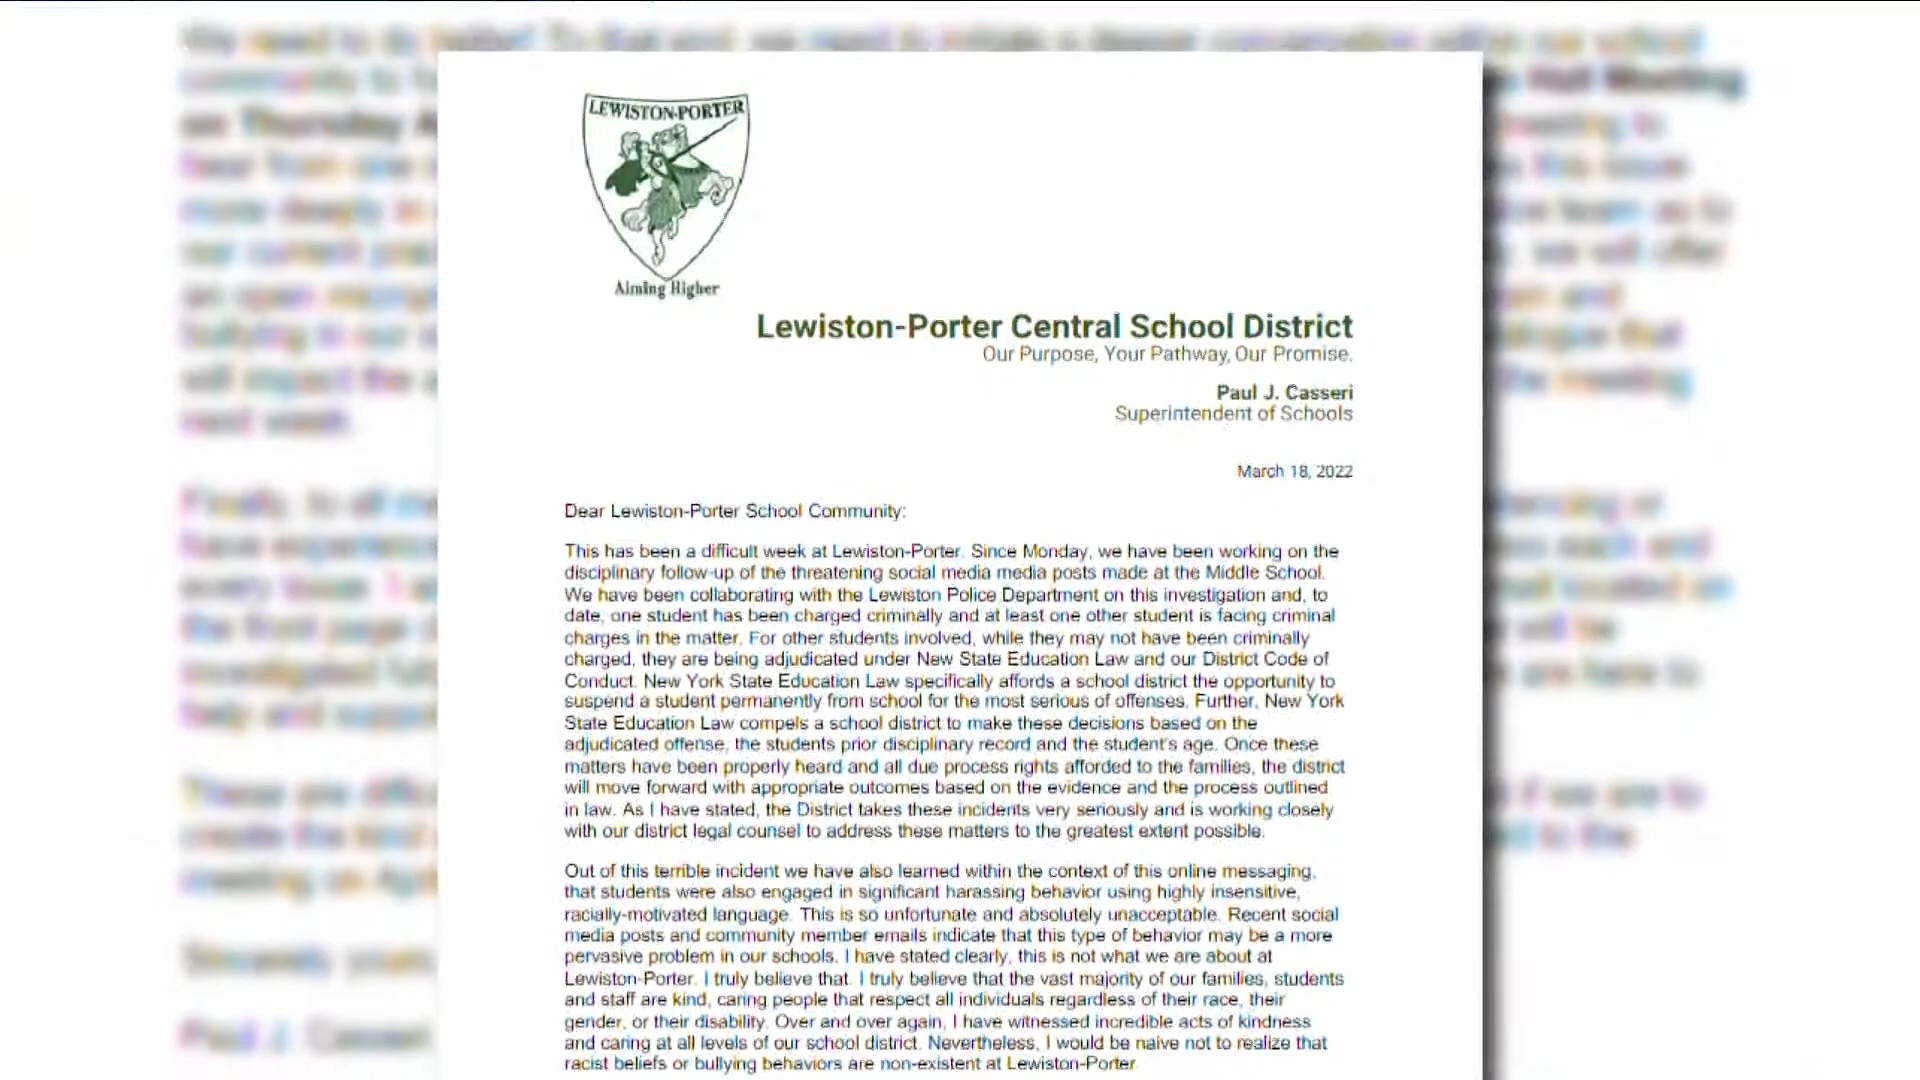 LEWISTON-PORTER
Aiming Higher
Lewiston-Porter Central School District
Our Purpose, Your Pathway, Our Promise.
Paul J. Casseri
Superintendent of Schools
March 18, 2022
Dear Lewiston-Porter School Community:
This has been a difficult week at Lewiston-Porter. Since Monday, we have been working on the
disciplinary follow-up of the threatening social media media posts made at the Middle School.
We have been collaborating with the Lewiston Police Department on this investigation and, to
date, one student has been charged criminally and at least one other student is facing criminal
charges in the matter. For other students involved, while they may not have been criminally
charged, they are being adjudicated under New State Education Law and our District Code of
Conduct. New York State Education Law specifically affords a school district the opportunity to
suspend a student permanently from school for the most serious of offenses. Further, New York
State Education Law compels a school district to make these decisions based on the
adjudicated offense, the students prior disciplinary record and the student's age. Once these
matters have been properly heard and all due process rights afforded to the families, the district
will move forward with appropriate outcomes based on the evidence and the process outlined
in law. As I have stated, the District takes these incidents very seriously and is working closely
with our district legal counsel to address these matters to the greatest extent possible.
Out of this terrible incident we have also learned within the context of this online messaging,
that students were also engaged in significant harassing behavior using highly insensitive,
racially-motivated language. This is so unfortunate and absolutely unacceptable. Recent social
media posts and community member emails indicate that this type of behavior may be a more
pervasive problem in our schools. I have stated clearly, this is not what we are about at
Lewiston-Porter. I truly believe that. I truly believe that the vast majority of our families, students
and staff are kind, caring people that respect all individuals regardless of their race, their
gender, or their disability. Over and over again, I have witnessed incredible acts of kindness
and caring at all levels of our school district. Nevertheless, I would be naive not to realize that
racist beliefs or bullying behaviors are non-existent at Lewiston-Porter